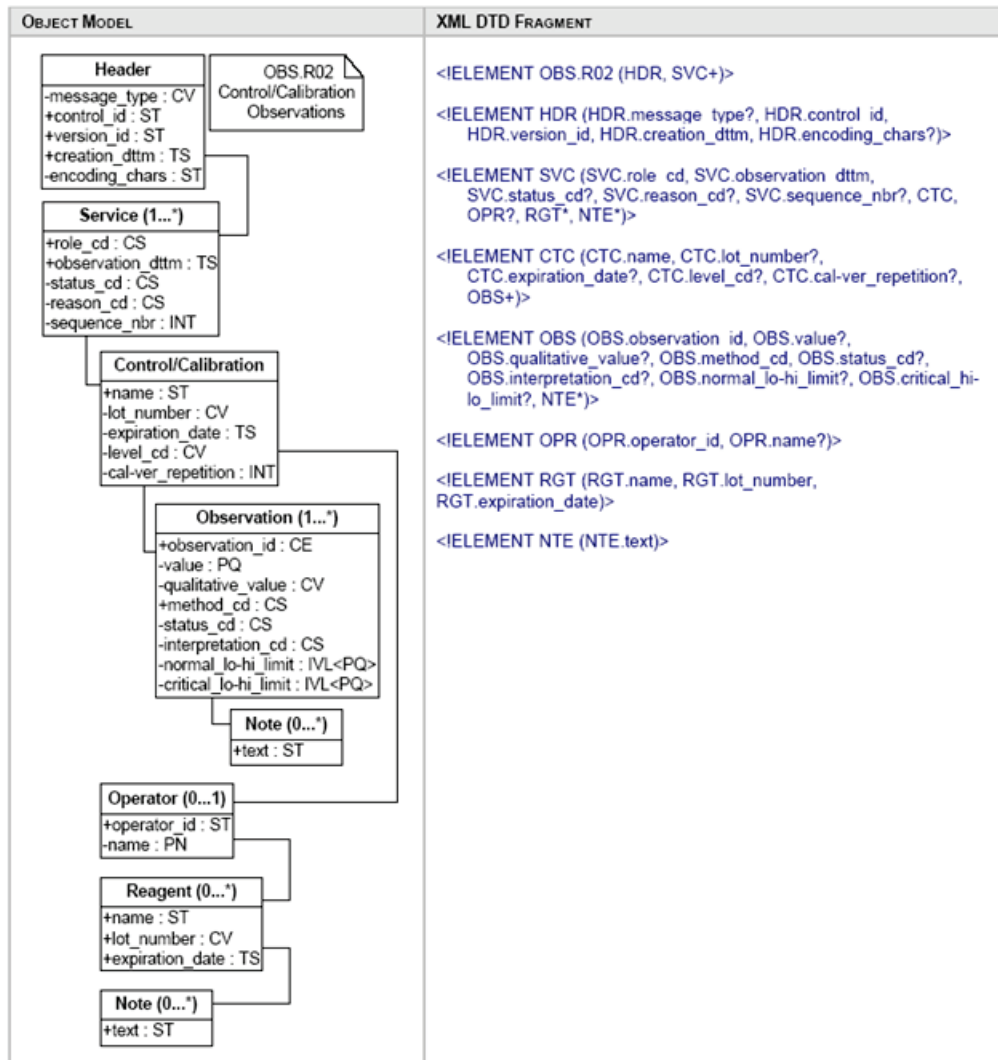 OBJECT MODEL
XML DTD FRAGMENT
Header
-message_type : CV
+control_id : ST
+version_id : ST
+creation_dttm : TS
-encoding_chars : ST
OBS.R02
Control/Calibration
Observations
Service (1...*)
+role_cd : CS
+observation_dttm : TS
-status_cd : CS
-reason_cd : CS
-sequence_nbr : INT
Control/Calibration
+name : ST
-lot_number : CV
-expiration_date : TS
-level_cd : CV
-cal-ver_repetition : INT
Observation (1...*)
+observation_id : CE
-value : PQ
-qualitative_value : CV
+method_cd : CS
-status_cd : CS
-interpretation_cd : CS
-normal_lo-hi_limit : IVL<PQ>
-critical_lo-hi_limit : IVL<PQ>
Note (0...*)
+text : ST
Operator (0...1)
+operator_id : ST
-name : PN
Reagent (0...*)
+name : ST
+lot_number : CV
+expiration_date : TS
Note (0...*)
+text : ST
<!ELEMENT OBS.R02 (HDR, SVC+)>
<!ELEMENT HDR (HDR.message_type?, HDR.control_id,
HDR.version_id, HDR.creation_dttm, HDR.encoding_chars?)>
<!ELEMENT SVC (SVC.role_cd, SVC.observation_dttm,
SVC.status_cd?, SVC.reason_cd?, SVC.sequence_nbr?, CTC,
OPR?, RGT*, NTE*)>
<!ELEMENT CTC (CTC.name, CTC.lot_number?,
CTC.expiration_date?, CTC.level_cd?, CTC.cal-ver_repetition?,
OBS+)>
<!ELEMENT OBS (OBS.observation_id, OBS.value?,
OBS.qualitative_value?, OBS.method_cd, OBS.status_cd?,
OBS.interpretation_cd?, OBS.normal_lo-hi_limit?, OBS.critical_hi-
lo_limit?, NTE*)>
<!ELEMENT OPR (OPR.operator_id, OPR.name?)>
<!ELEMENT RGT (RGT.name, RGT.lot_number,
RGT.expiration_date)>
<!ELEMENT NTE (NTE.text)>